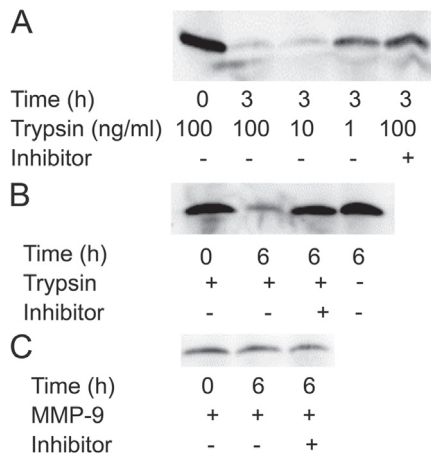 A
Time (h) 0 3 3 3 3
Trypsin (ng/ml) 100 100 10 1 100
Inhibitor - - - - +
B
Time (h) 0 6 6 6
Trypsin + + + -
Inhibitor - - + -
C
Time (h) 0 6 6
MMP-9 + + +
Inhibitor - - +